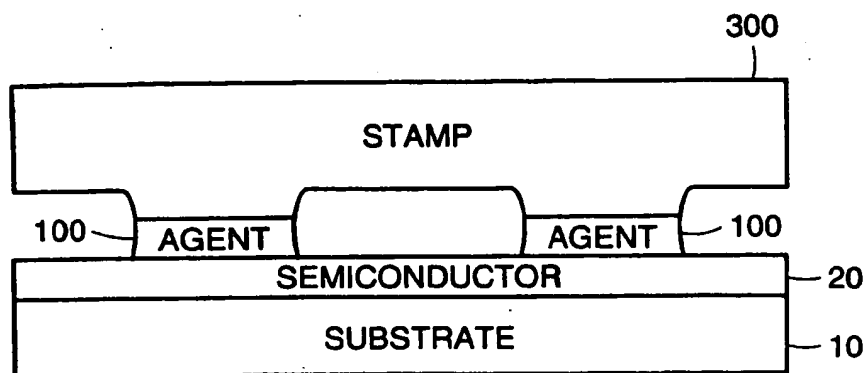 300
STAMP
100 AGENT AGENT 100
SEMICONDUCTOR 20
SUBSTRATE 10